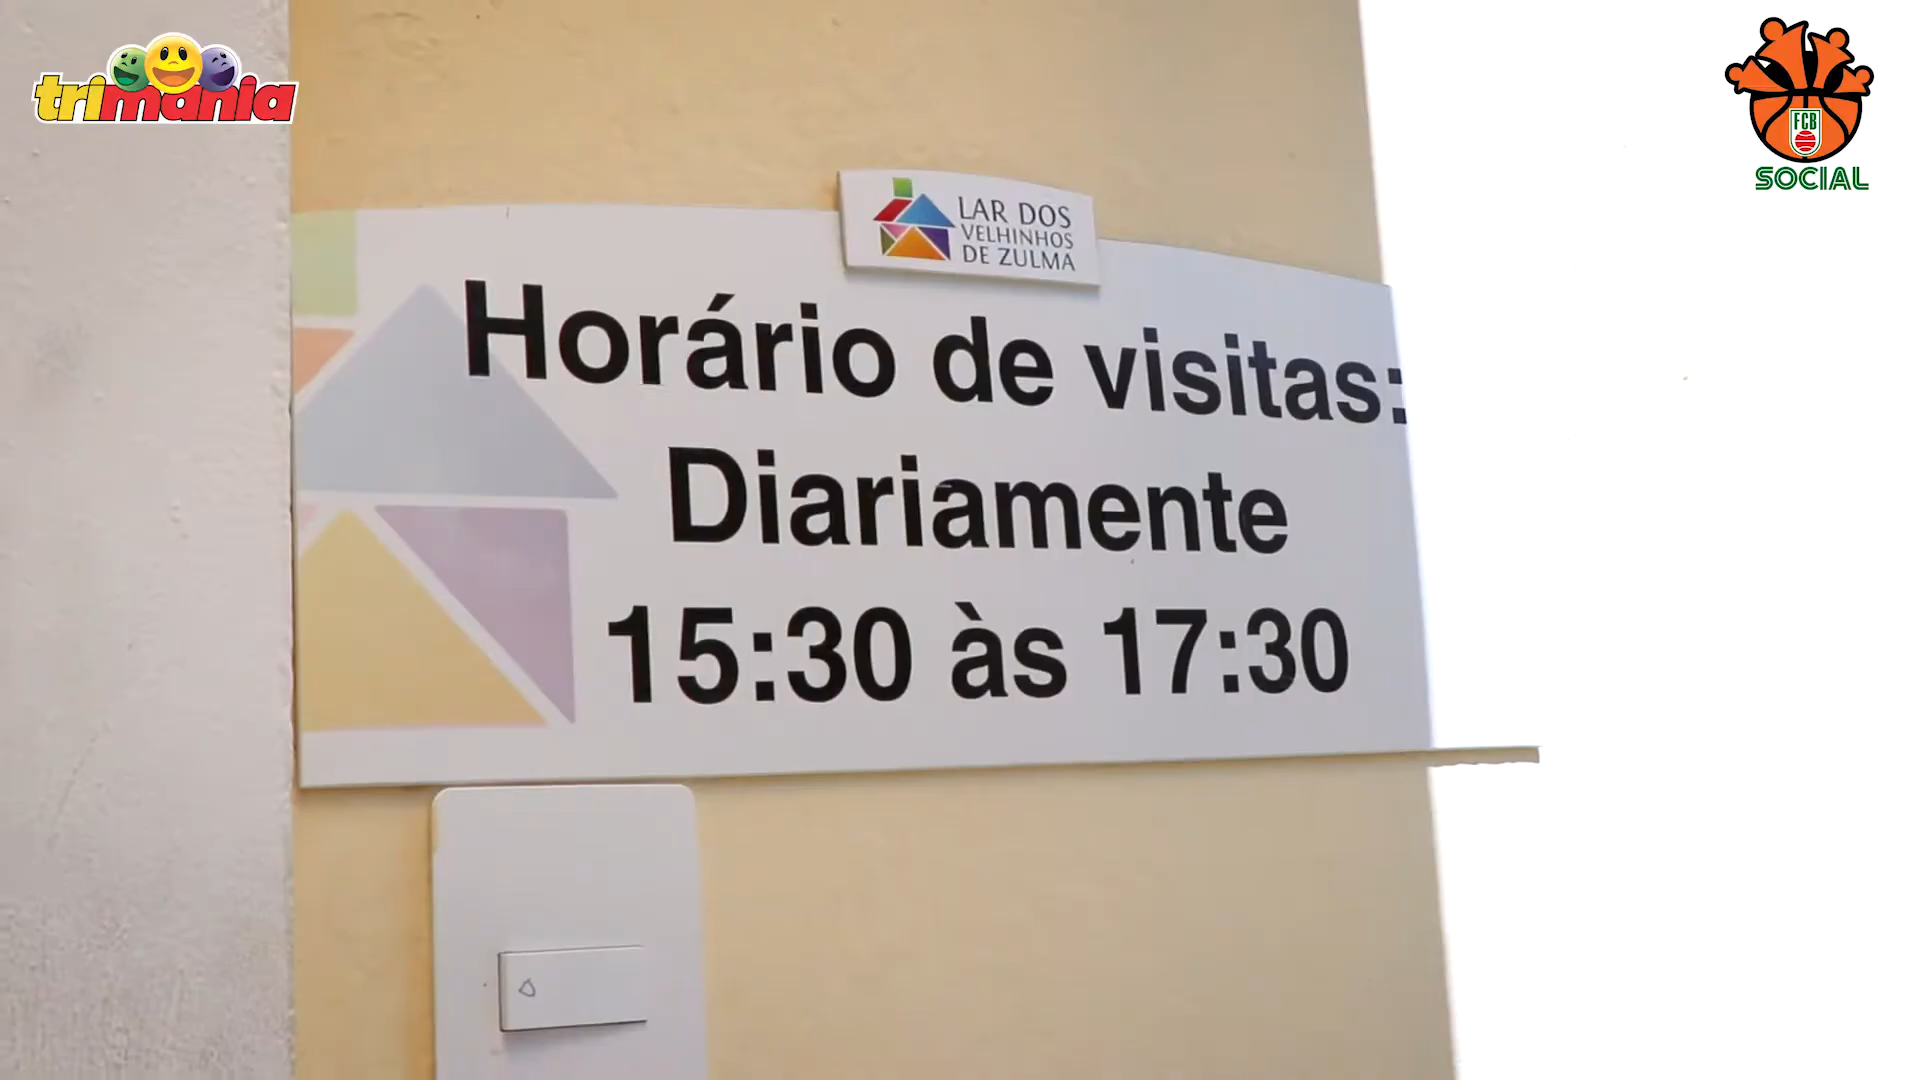 trimania
FCB
SOCIAL
LAR DOS
VELHINHOS
DE ZULMA
Horário de visitas:
Diariamente
15:30 às 17:30